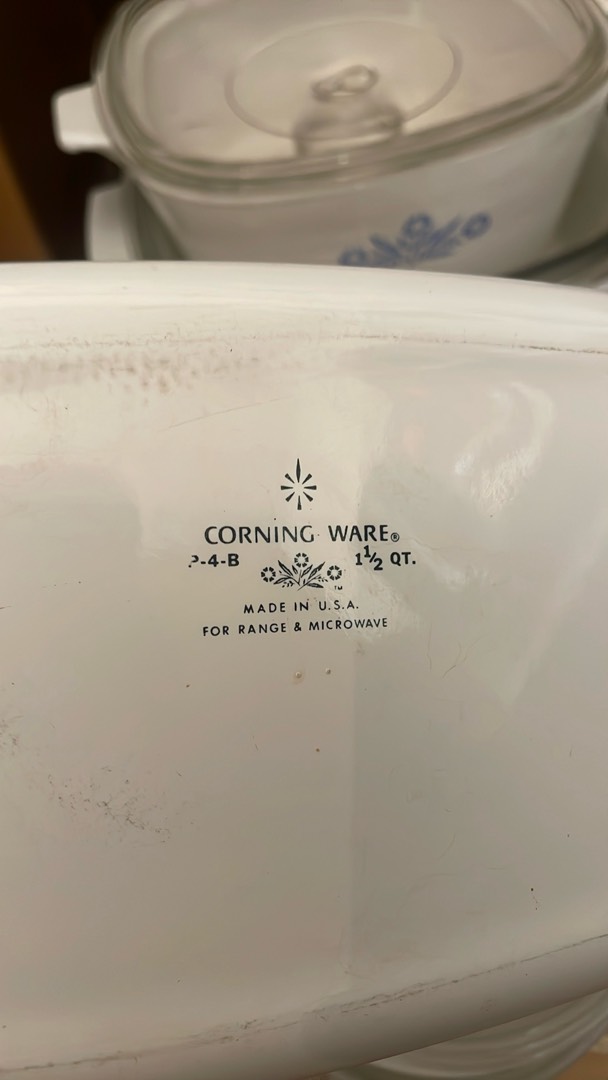 CORNING WARE®
P-4-B 1½ QT.
TM
MADE IN U.S.A.
FOR RANGE & MICROWAVE